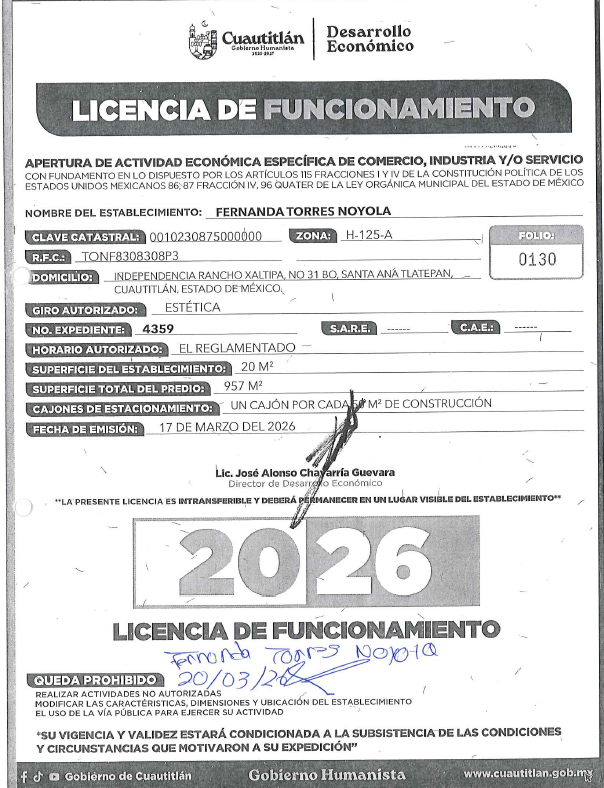 Cuautitlán
Gobierno Humanista
2025-2027
Desarrollo
Económico
LICENCIA DE FUNCIONAMIENTO
APERTURA DE ACTIVIDAD ECONÓMICA ESPECÍFICA DE COMERCIO, INDUSTRIA Y/O SERVICIO
CON FUNDAMENTO EN LO DISPUESTO POR LOS ARTÍCULOS 115 FRACCIONES I Y IV DE LA CONSTITUCIÓN POLÍTICA DE LOS
ESTADOS UNIDOS MEXICANOS 86; 87 FRACCIÓN IV, 96 QUATER DE LA LEY ORGÁNICA MUNICIPAL DEL ESTADO DE MÉXICO
NOMBRE DEL ESTABLECIMIENTO: FERNANDA TORRES NOYOLA
CLAVE CATASTRAL: 0010230875000000 ZONA: H-125-A FOLIO:
R.F.C.: TONF8308308P3 0130
DOMICILIO: INDEPENDENCIA RANCHO XALTIPA, NO 31 BO, SANTA ANA TLATEPAN,
CUAUTITLÁN, ESTADO DE MÉXICO.
GIRO AUTORIZADO: ESTÉTICA
NO. EXPEDIENTE: 4359 S.A.R.E. ------ C.A.E.: ------
HORARIO AUTORIZADO: EL REGLAMENTADO
SUPERFICIE DEL ESTABLECIMIENTO: 20 M²
SUPERFICIE TOTAL DEL PREDIO: 957 M²
CAJONES DE ESTACIONAMIENTO: UN CAJÓN POR CADA M² DE CONSTRUCCIÓN
FECHA DE EMISIÓN: 17 DE MARZO DEL 2026
Lic. José Alonso Chavarría Guevara
Director de Desarrollo Económico
**LA PRESENTE LICENCIA ES INTRANSFERIBLE Y DEBERÁ PERMANECER EN UN LUGAR VISIBLE DEL ESTABLECIMIENTO**
2026
LICENCIA DE FUNCIONAMIENTO
Fernanda Torres Noyola
20/03/26
QUEDA PROHIBIDO
REALIZAR ACTIVIDADES NO AUTORIZADAS
MODIFICAR LAS CARACTERÍSTICAS, DIMENSIONES Y UBICACIÓN DEL ESTABLECIMIENTO
EL USO DE LA VÍA PÚBLICA PARA EJERCER SU ACTIVIDAD
"SU VIGENCIA Y VALIDEZ ESTARÁ CONDICIONADA A LA SUBSISTENCIA DE LAS CONDICIONES
Y CIRCUNSTANCIAS QUE MOTIVARON A SU EXPEDICIÓN"
Gobierno de Cuautitlán Gobierno Humanista www.cuautitlan.gob.mx